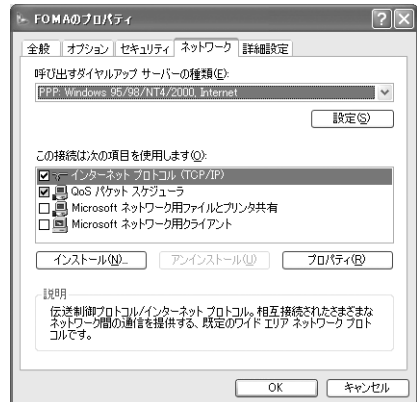 FOMAのプロパティ
全般 オプション セキュリティ ネットワーク 詳細設定
呼び出すダイヤルアップ サーバーの種類(E):
PPP: Windows 95/98/NT4/2000, Internet
設定(S)
この接続は次の項目を使用します(O):
インターネット プロトコル (TCP/IP)
QoS パケット スケジューラ
Microsoft ネットワーク用ファイルとプリンタ共有
Microsoft ネットワーク用クライアント
インストール(N)... アンインストール(U) プロパティ(R)
説明
伝送制御プロトコル/インターネット プロトコル。相互接続されたさまざまな
ネットワーク間の通信を提供する、既定のワイド エリア ネットワーク プロト
コルです。
OK キャンセル